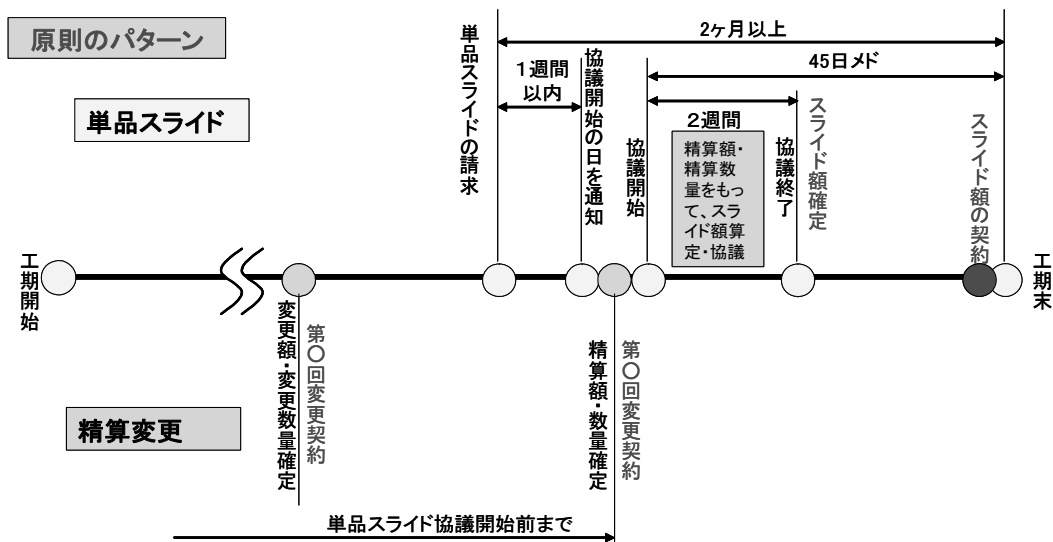 原則のパターン
単品スライド
単品スライドの請求
2ヶ月以上
1週間
以内
協議開始の日を通知
45日メド
協議開始
2週間
精算額・
精算数
量をもっ
て、スラ
イド額算
定・協議
協議終了
スライド額確定
スライド額の契約
工期開始
工期末
変更額・変更数量確定
第〇回変更契約
精算額・数量確定
第〇回変更契約
精算変更
単品スライド協議開始前まで